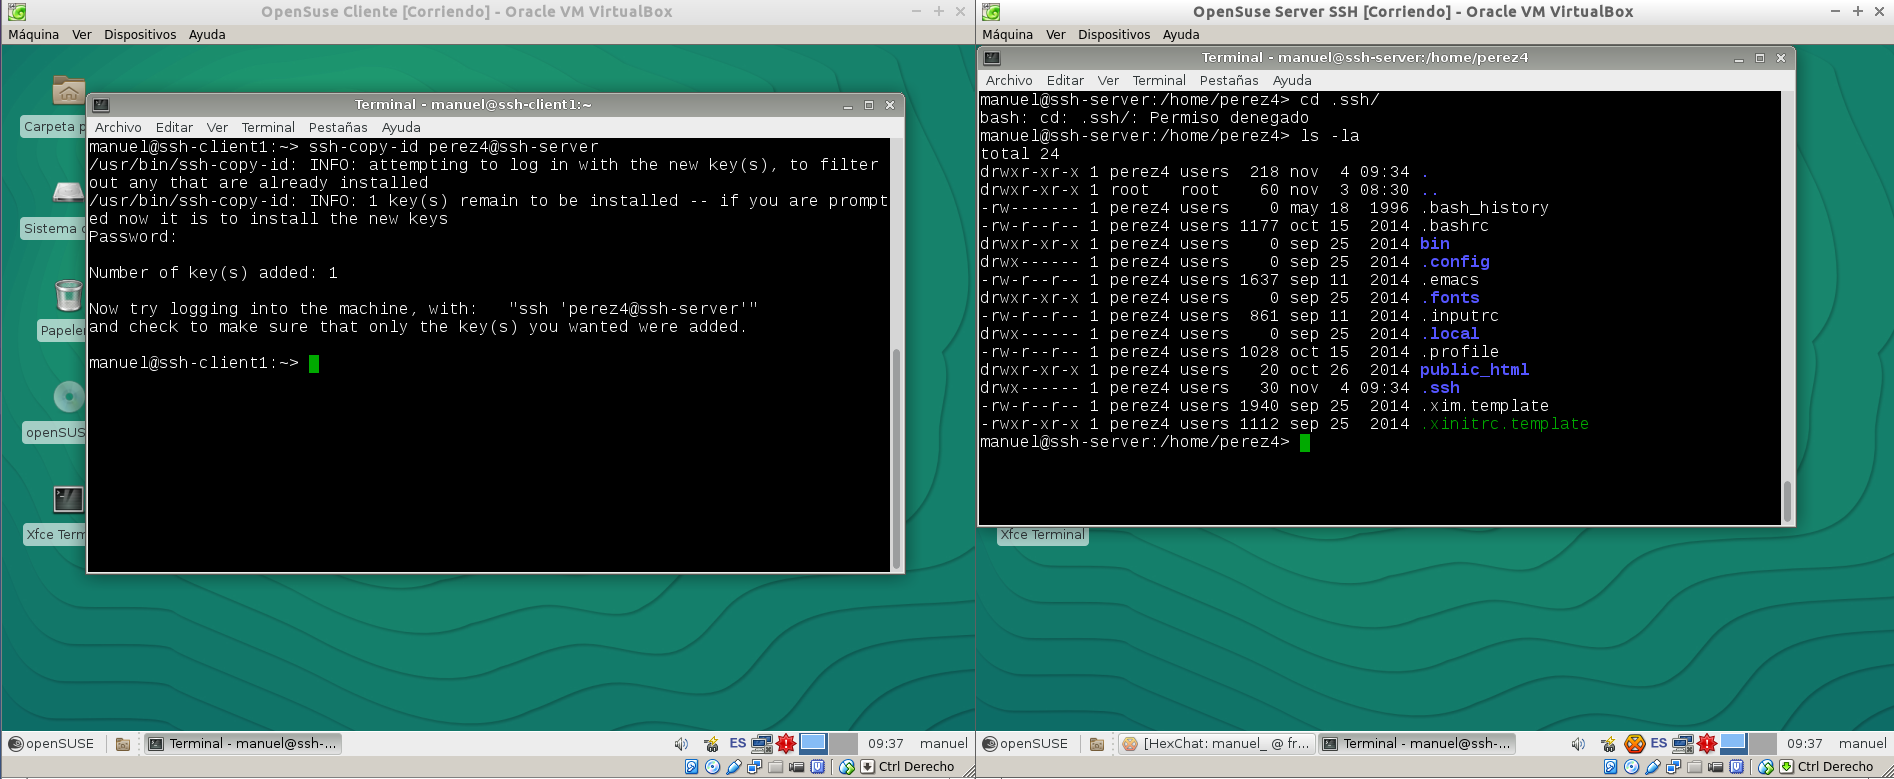 OpenSuse Cliente [Corriendo] - Oracle VM VirtualBox
Máquina Ver Dispositivos Ayuda
Carpeta p
Sistema
Papeler
openSUS
Xfce Term
Terminal - manuel@ssh-client1:~
Archivo Editar Ver Terminal Pestañas Ayuda
manuel@ssh-client1:~> ssh-copy-id perez4@ssh-server
/usr/bin/ssh-copy-id: INFO: attempting to log in with the new key(s), to filter
out any that are already installed
/usr/bin/ssh-copy-id: INFO: 1 key(s) remain to be installed -- if you are prompt
ed now it is to install the new keys
Password:
Number of key(s) added: 1
Now try logging into the machine, with:   "ssh 'perez4@ssh-server'"
and check to make sure that only the key(s) you wanted were added.
manuel@ssh-client1:~>
openSUSE
Terminal - manuel@ssh-...
ES
09:37 manuel
Ctrl Derecho
OpenSuse Server SSH [Corriendo] - Oracle VM VirtualBox
Máquina Ver Dispositivos Ayuda
Terminal - manuel@ssh-server:/home/perez4
Archivo Editar Ver Terminal Pestañas Ayuda
manuel@ssh-server:/home/perez4> cd .ssh/
bash: cd: .ssh/: Permiso denegado
manuel@ssh-server:/home/perez4> ls -la
total 24
drwxr-xr-x 1 perez4 users  218 nov  4 09:34 .
drwxr-xr-x 1 root   root    60 nov  3 08:30 ..
-rw------- 1 perez4 users    0 may 18  1996 .bash_history
-rw-r--r-- 1 perez4 users 1177 oct 15  2014 .bashrc
drwxr-xr-x 1 perez4 users    0 sep 25  2014 bin
drwx------ 1 perez4 users    0 sep 25  2014 .config
-rw-r--r-- 1 perez4 users 1637 sep 11  2014 .emacs
drwxr-xr-x 1 perez4 users    0 sep 25  2014 .fonts
-rw-r--r-- 1 perez4 users  861 sep 11  2014 .inputrc
drwx------ 1 perez4 users    0 sep 25  2014 .local
-rw-r--r-- 1 perez4 users 1028 oct 15  2014 .profile
drwxr-xr-x 1 perez4 users   20 oct 26  2014 public_html
drwx------ 1 perez4 users   30 nov  4 09:34 .ssh
-rw-r--r-- 1 perez4 users 1940 sep 25  2014 .xim.template
-rwxr-xr-x 1 perez4 users 1112 sep 25  2014 .xinitrc.template
manuel@ssh-server:/home/perez4>
Xfce Terminal
openSUSE
[HexChat: manuel_ @ fr...
Terminal - manuel@ssh-...
ES
09:37 manuel
Ctrl Derecho